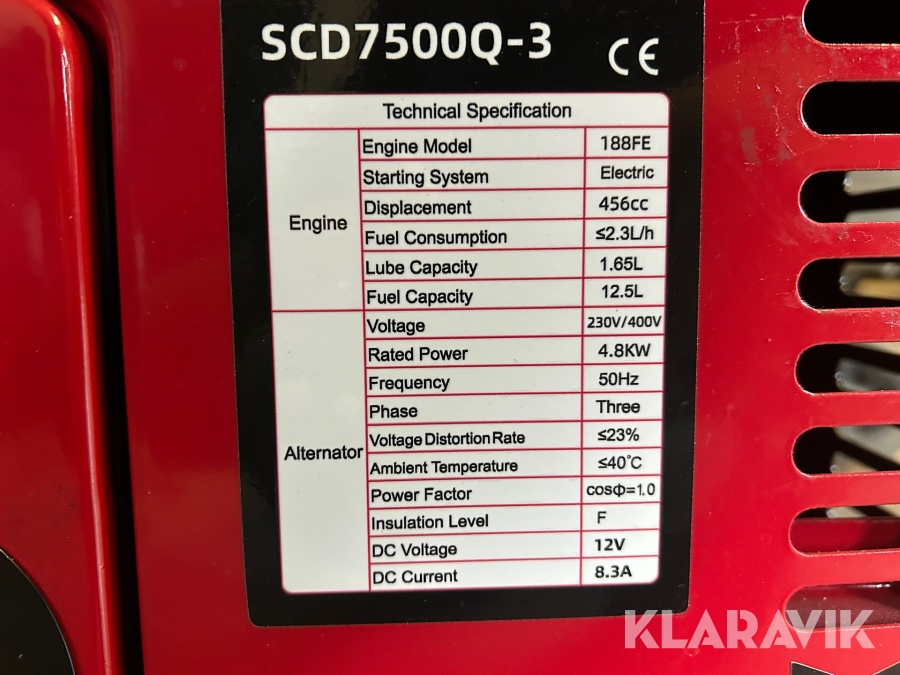 SCD7500Q-3 CE
Technical Specification
Engine
Engine Model 188FE
Starting System Electric
Displacement 456cc
Fuel Consumption ≤2.3L/h
Lube Capacity 1.65L
Fuel Capacity 12.5L
Alternator
Voltage 230V/400V
Rated Power 4.8KW
Frequency 50Hz
Phase Three
Voltage Distortion Rate ≤23%
Ambient Temperature ≤40°C
Power Factor cosΦ=1.0
Insulation Level F
DC Voltage 12V
DC Current 8.3A
KLARAVIK